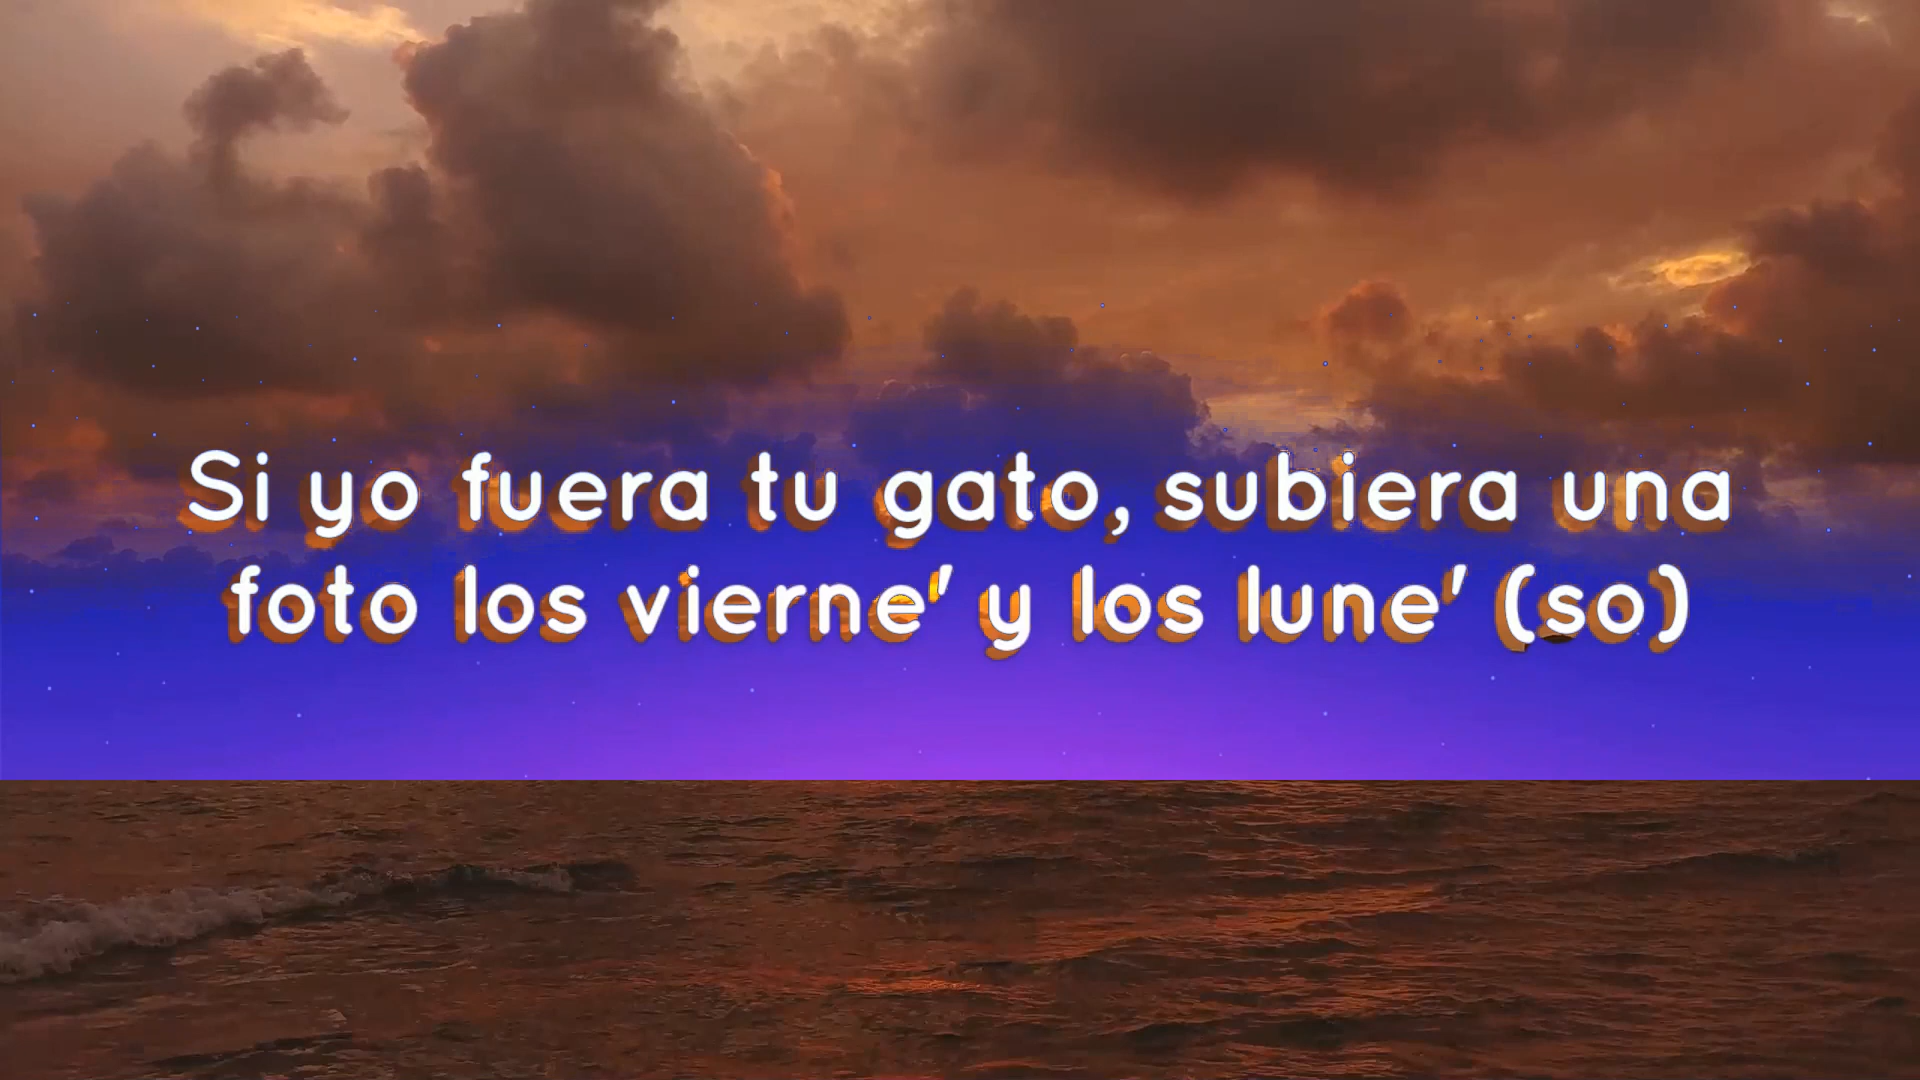 Si yo fuera tu gato, subiera una
foto los vierne' y los lune' (so)